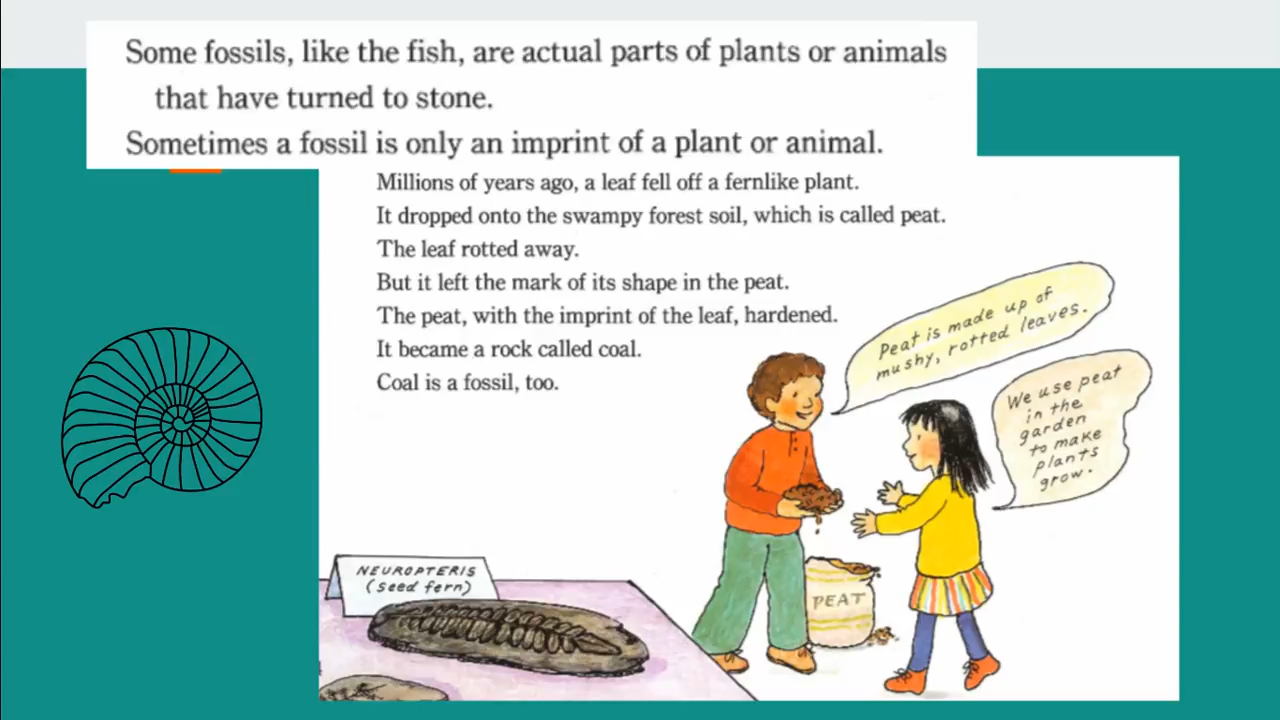 Some fossils, like the fish, are actual parts of plants or animals
that have turned to stone.
Sometimes a fossil is only an imprint of a plant or animal.
Millions of years ago, a leaf fell off a fernlike plant.
It dropped onto the swampy forest soil, which is called peat.
The leaf rotted away.
But it left the mark of its shape in the peat.
The peat, with the imprint of the leaf, hardened.
It became a rock called coal.
Coal is a fossil, too.
Peat is made up of
mushy, rotted leaves.
We use peat
in the
garden
to make
plants
grow.
NEUROPTERIS
(seed fern)
PEAT